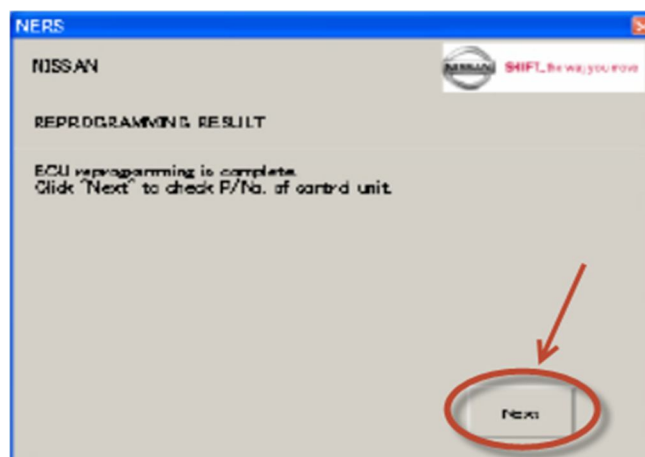 NERS
NISSAN
NISSAN
SHIFT_the way you move
REPROGRAMMING RESULT
ECU reprogramming is complete.
Click "Next" to check P/No. of control unit.
Next